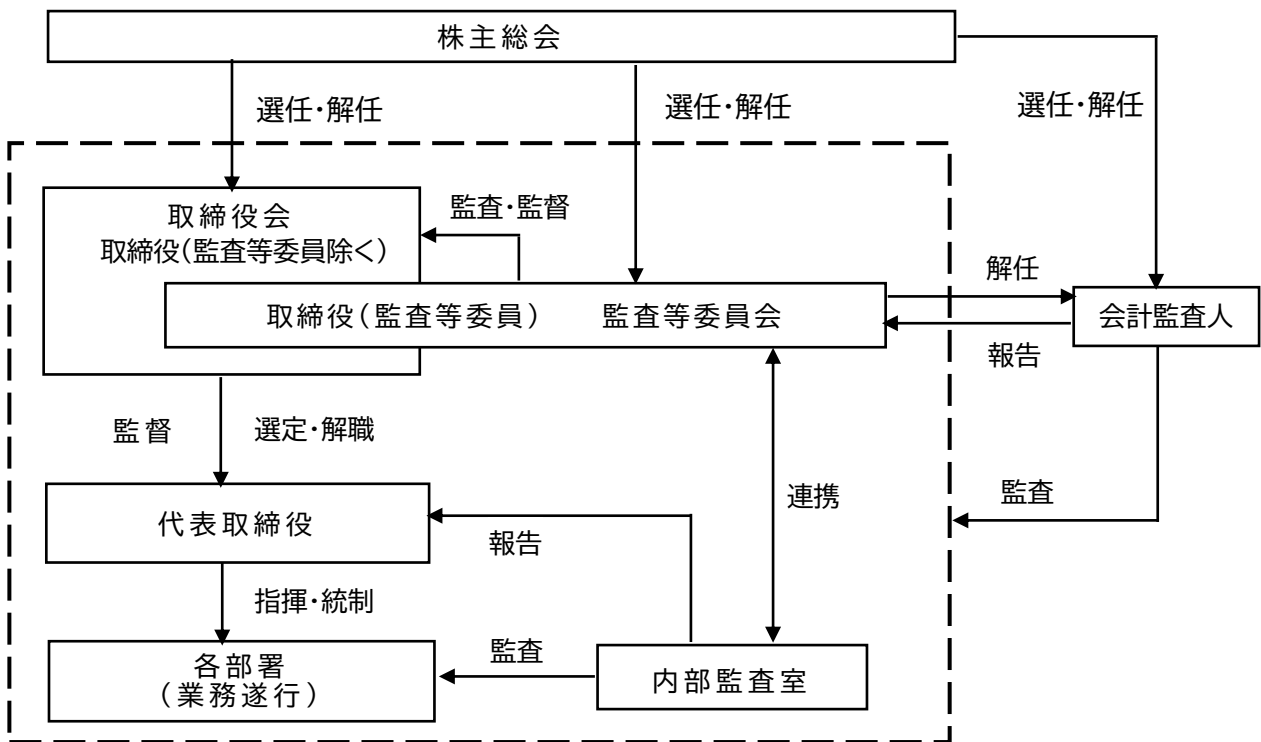 株主総会
選任・解任
選任・解任
選任・解任
取締役会
取締役(監査等委員除く)
監査・監督
取締役(監査等委員) 監査等委員会
解任
会計監査人
報告
監督
選定・解職
代表取締役
報告
連携
監査
指揮・統制
各部署
(業務遂行)
監査
内部監査室